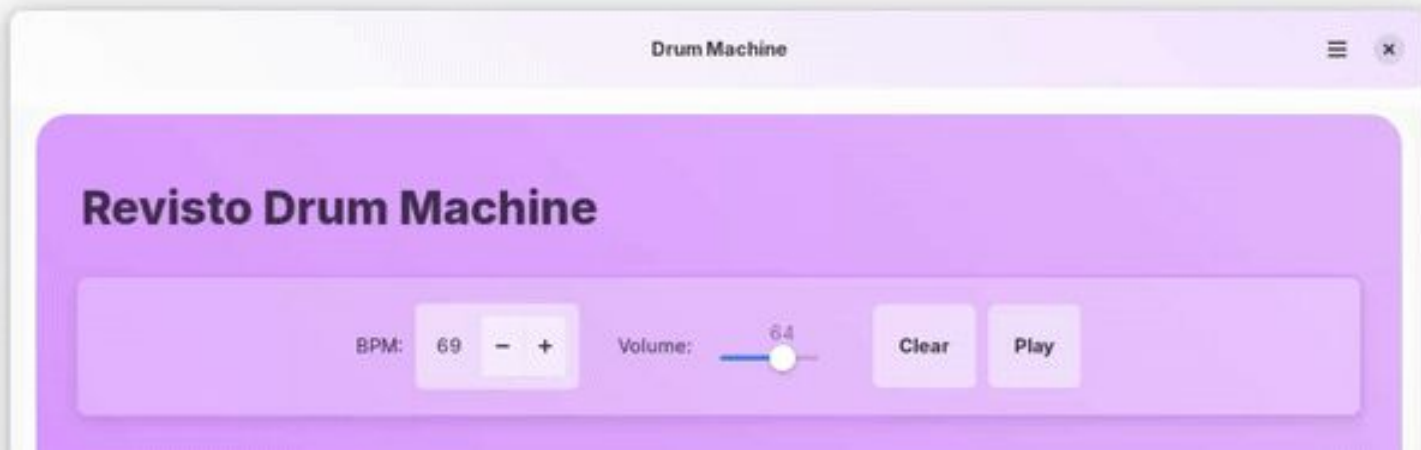 Drum Machine
Revisto Drum Machine
64
BPM: 69 − + Volume: Clear Play